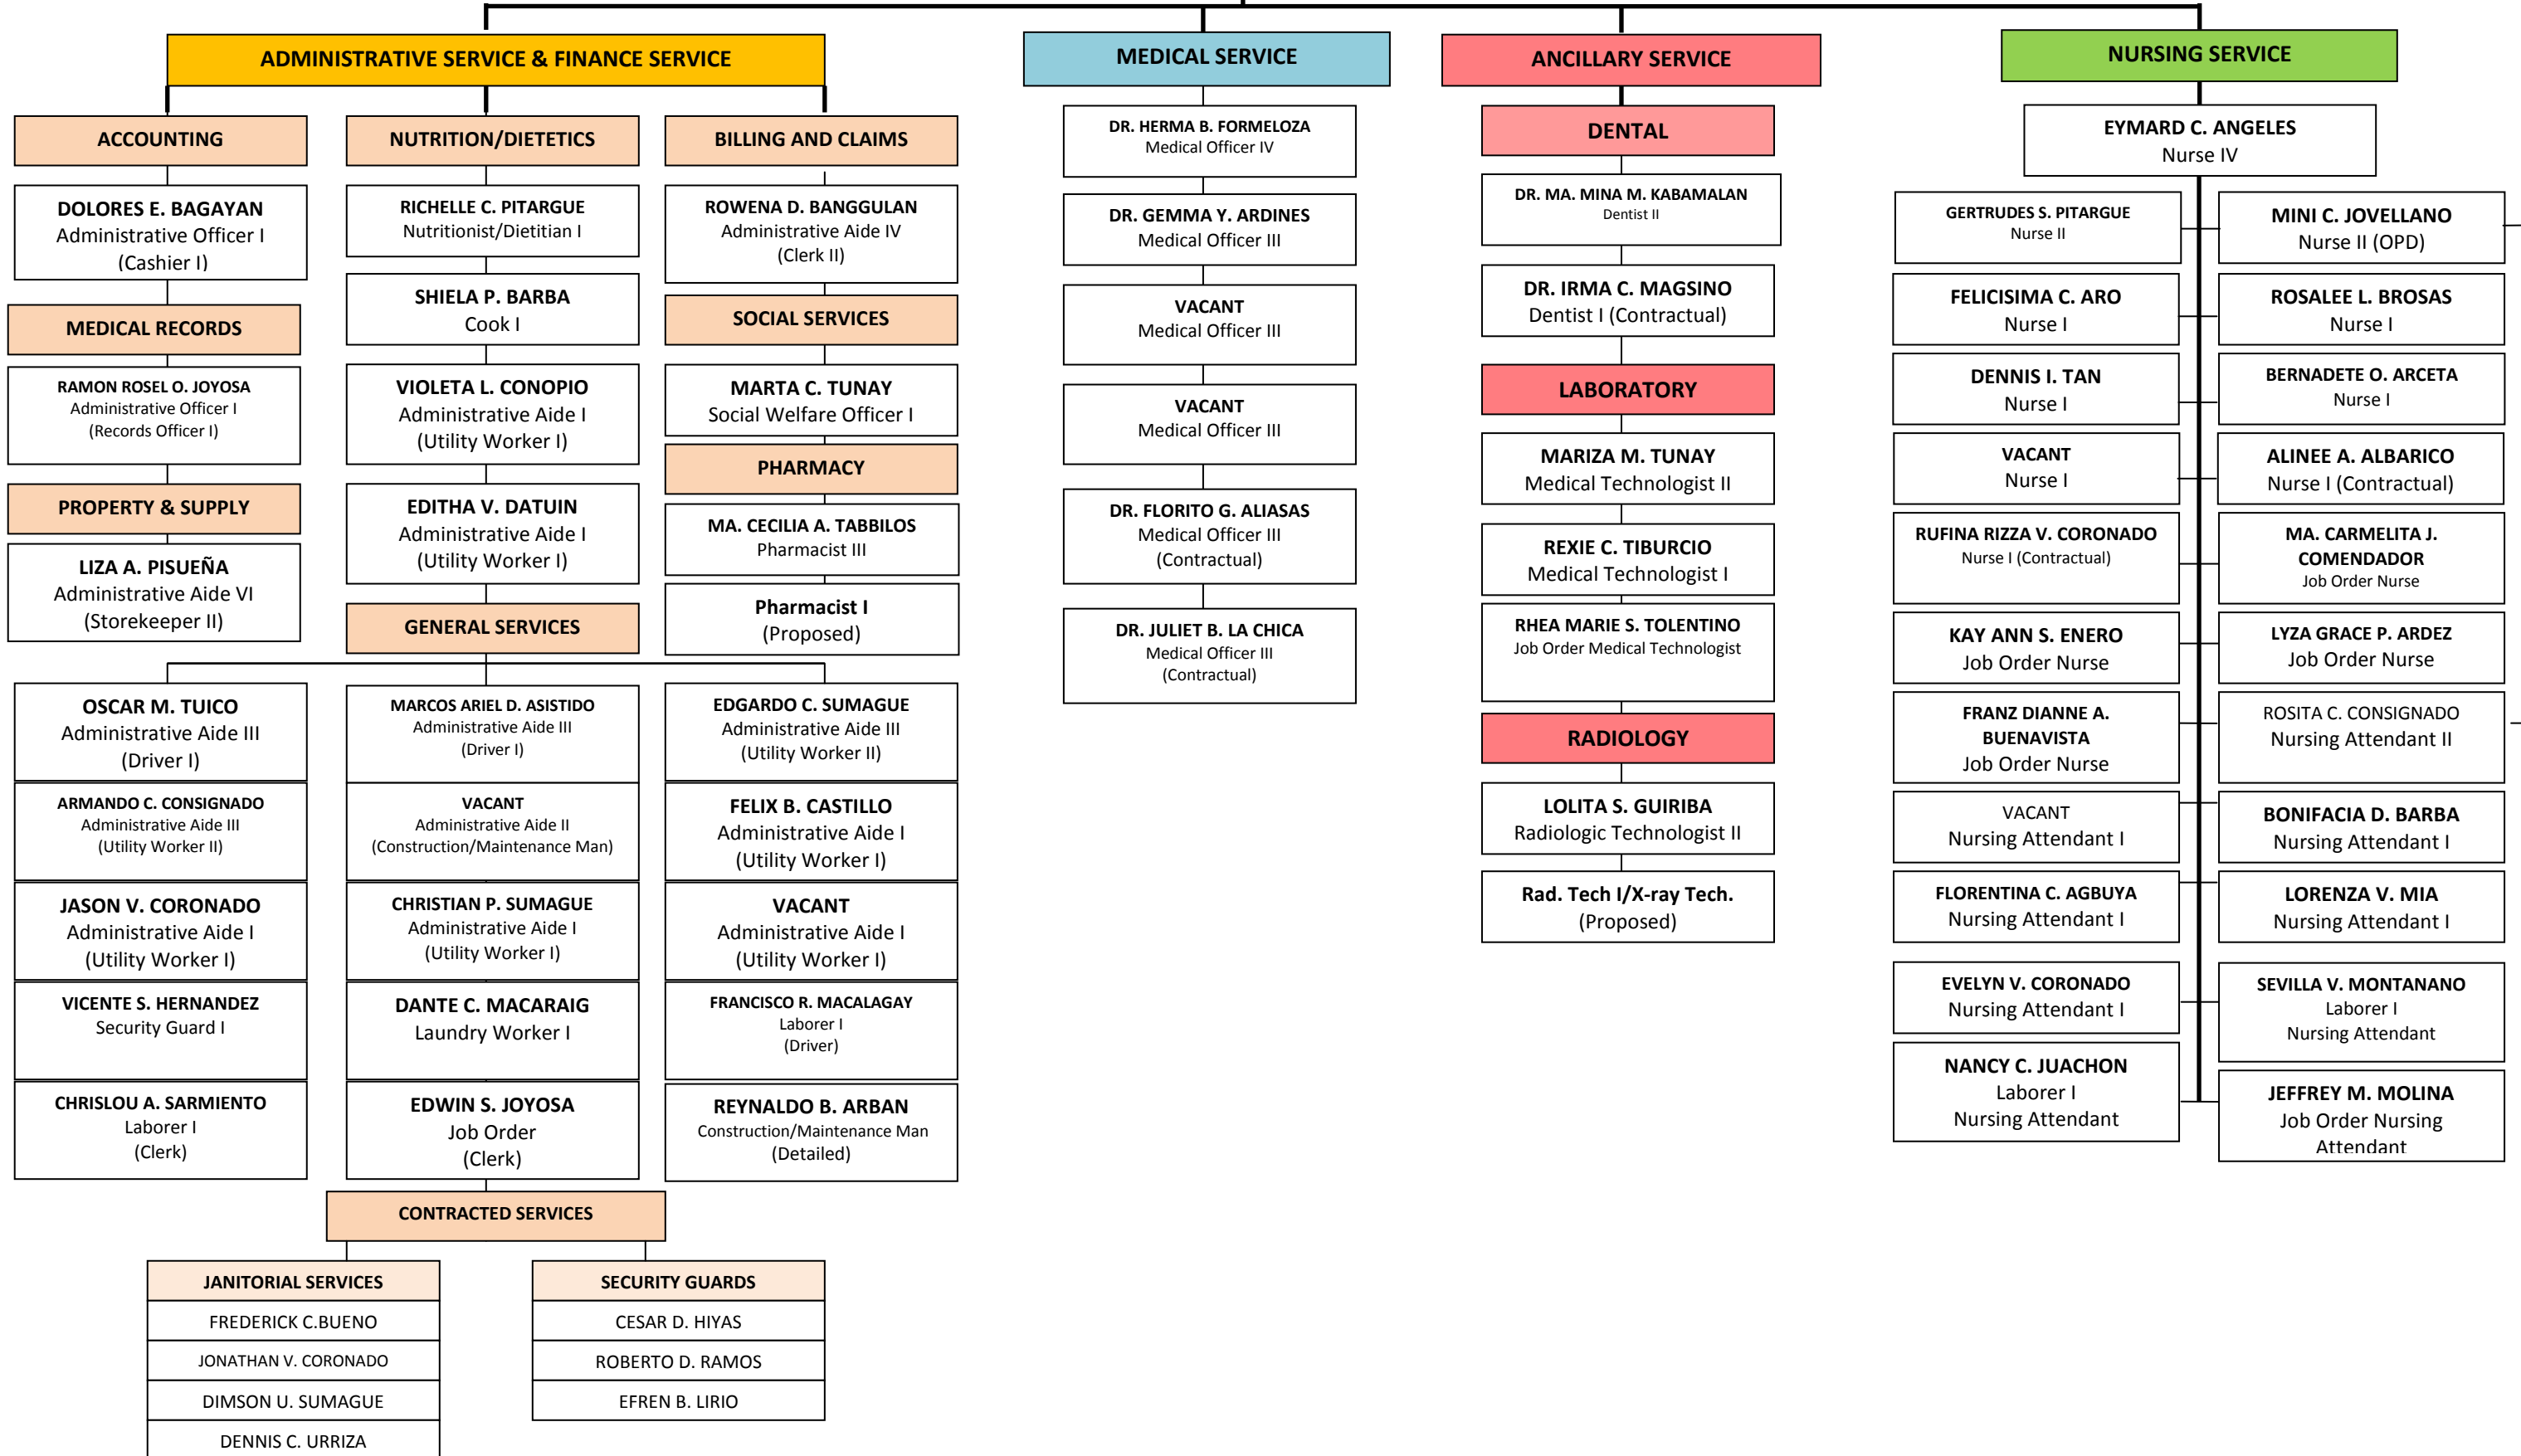 ADMINISTRATIVE SERVICE & FINANCE SERVICE
ACCOUNTING
DOLORES E. BAGAYAN
Administrative Officer I
(Cashier I)
MEDICAL RECORDS
RAMON ROSEL O. JOYOSA
Administrative Officer I
(Records Officer I)
PROPERTY & SUPPLY
LIZA A. PISUEÑA
Administrative Aide VI
(Storekeeper II)
NUTRITION/DIETETICS
RICHELLE C. PITARGUE
Nutritionist/Dietitian I
SHIELA P. BARBA
Cook I
VIOLETA L. CONOPIO
Administrative Aide I
(Utility Worker I)
EDITHA V. DATUIN
Administrative Aide I
(Utility Worker I)
BILLING AND CLAIMS
ROWENA D. BANGGULAN
Administrative Aide IV
(Clerk II)
SOCIAL SERVICES
MARTA C. TUNAY
Social Welfare Officer I
PHARMACY
MA. CECILIA A. TABBILOS
Pharmacist III
Pharmacist I
(Proposed)
GENERAL SERVICES
OSCAR M. TUICO
Administrative Aide III
(Driver I)
ARMANDO C. CONSIGNADO
Administrative Aide III
(Utility Worker II)
JASON V. CORONADO
Administrative Aide I
(Utility Worker I)
VICENTE S. HERNANDEZ
Security Guard I
CHRISLOU A. SARMIENTO
Laborer I
(Clerk)
MARCOS ARIEL D. ASISTIDO
Administrative Aide III
(Driver I)
VACANT
Administrative Aide II
(Construction/Maintenance Man)
CHRISTIAN P. SUMAGUE
Administrative Aide I
(Utility Worker I)
DANTE C. MACARAIG
Laundry Worker I
EDWIN S. JOYOSA
Job Order
(Clerk)
EDGARDO C. SUMAGUE
Administrative Aide III
(Utility Worker II)
FELIX B. CASTILLO
Administrative Aide I
(Utility Worker I)
VACANT
Administrative Aide I
(Utility Worker I)
FRANCISCO R. MACALAGAY
Laborer I
(Driver)
REYNALDO B. ARBAN
Construction/Maintenance Man
(Detailed)
CONTRACTED SERVICES
JANITORIAL SERVICES
FREDERICK C.BUENO
JONATHAN V. CORONADO
DIMSON U. SUMAGUE
DENNIS C. URRIZA
SECURITY GUARDS
CESAR D. HIYAS
ROBERTO D. RAMOS
EFREN B. LIRIO
MEDICAL SERVICE
DR. HERMA B. FORMELOZA
Medical Officer IV
DR. GEMMA Y. ARDINES
Medical Officer III
VACANT
Medical Officer III
VACANT
Medical Officer III
DR. FLORITO G. ALIASAS
Medical Officer III
(Contractual)
DR. JULIET B. LA CHICA
Medical Officer III
(Contractual)
ANCILLARY SERVICE
DENTAL
DR. MA. MINA M. KABAMALAN
Dentist II
DR. IRMA C. MAGSINO
Dentist I (Contractual)
LABORATORY
MARIZA M. TUNAY
Medical Technologist II
REXIE C. TIBURCIO
Medical Technologist I
RHEA MARIE S. TOLENTINO
Job Order Medical Technologist
RADIOLOGY
LOLITA S. GUIRIBA
Radiologic Technologist II
Rad. Tech I/X-ray Tech.
(Proposed)
NURSING SERVICE
EYMARD C. ANGELES
Nurse IV
GERTRUDES S. PITARGUE
Nurse II
MINI C. JOVELLANO
Nurse II (OPD)
FELICISIMA C. ARO
Nurse I
ROSALEE L. BROSAS
Nurse I
DENNIS I. TAN
Nurse I
BERNADETE O. ARCETA
Nurse I
VACANT
Nurse I
ALINEE A. ALBARICO
Nurse I (Contractual)
RUFINA RIZZA V. CORONADO
Nurse I (Contractual)
MA. CARMELITA J.
COMENDADOR
Job Order Nurse
KAY ANN S. ENERO
Job Order Nurse
LYZA GRACE P. ARDEZ
Job Order Nurse
FRANZ DIANNE A.
BUENAVISTA
Job Order Nurse
ROSITA C. CONSIGNADO
Nursing Attendant II
VACANT
Nursing Attendant I
BONIFACIA D. BARBA
Nursing Attendant I
FLORENTINA C. AGBUYA
Nursing Attendant I
LORENZA V. MIA
Nursing Attendant I
EVELYN V. CORONADO
Nursing Attendant I
SEVILLA V. MONTANANO
Laborer I
Nursing Attendant
NANCY C. JUACHON
Laborer I
Nursing Attendant
JEFFREY M. MOLINA
Job Order Nursing
Attendant